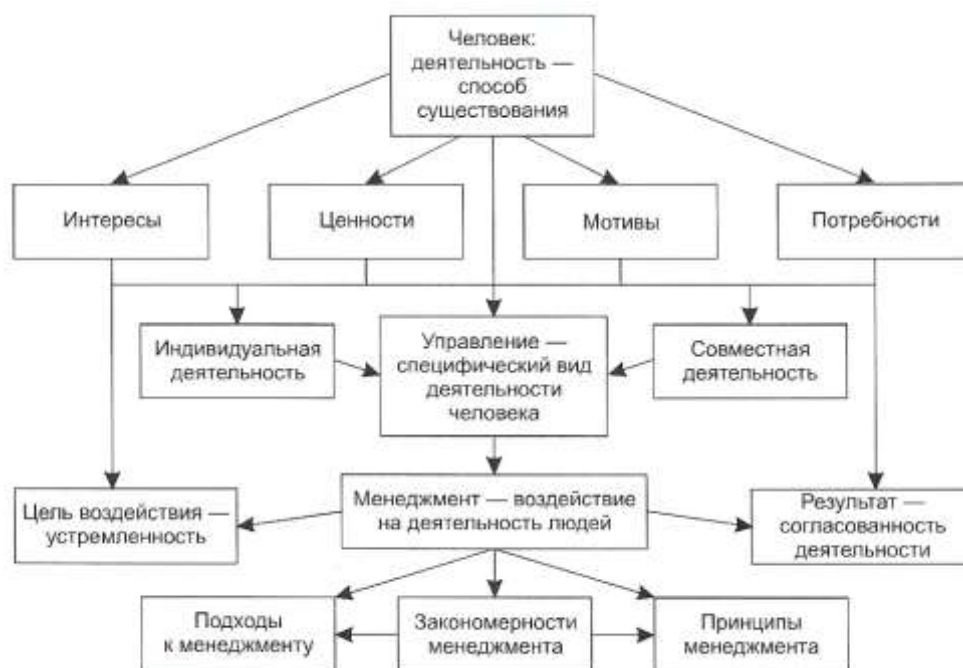 Человек:
деятельность —
способ
существования
Интересы
Ценности
Мотивы
Потребности
Индивидуальная
деятельность
Управление —
специфический вид
деятельности
человека
Совместная
деятельность
Цель воздействия —
устремленность
Менеджмент — воздействие
на деятельность людей
Результат —
согласованность
деятельности
Подходы
к менеджменту
Закономерности
менеджмента
Принципы
менеджмента